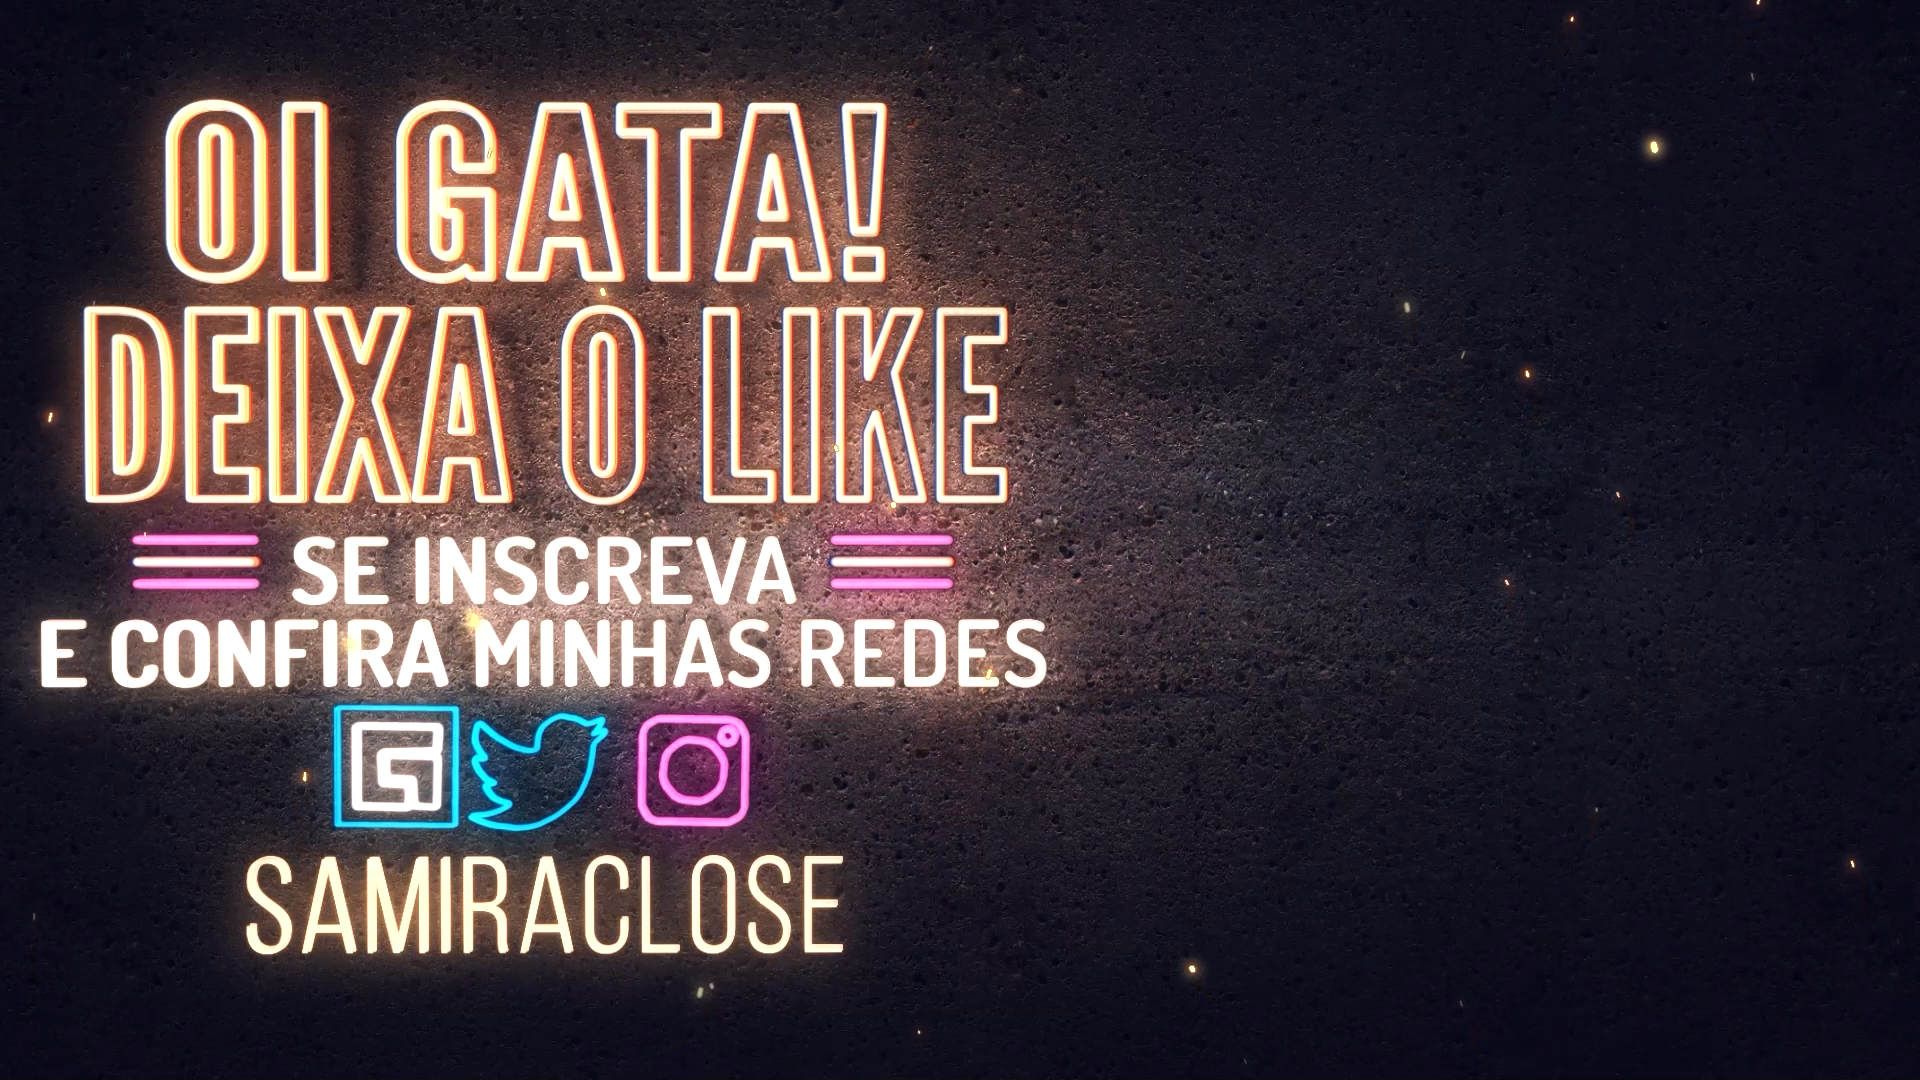 OI GATA!
DEIXA O LIKE
SE INSCREVA
E CONFIRA MINHAS REDES
SAMIRACLOSE